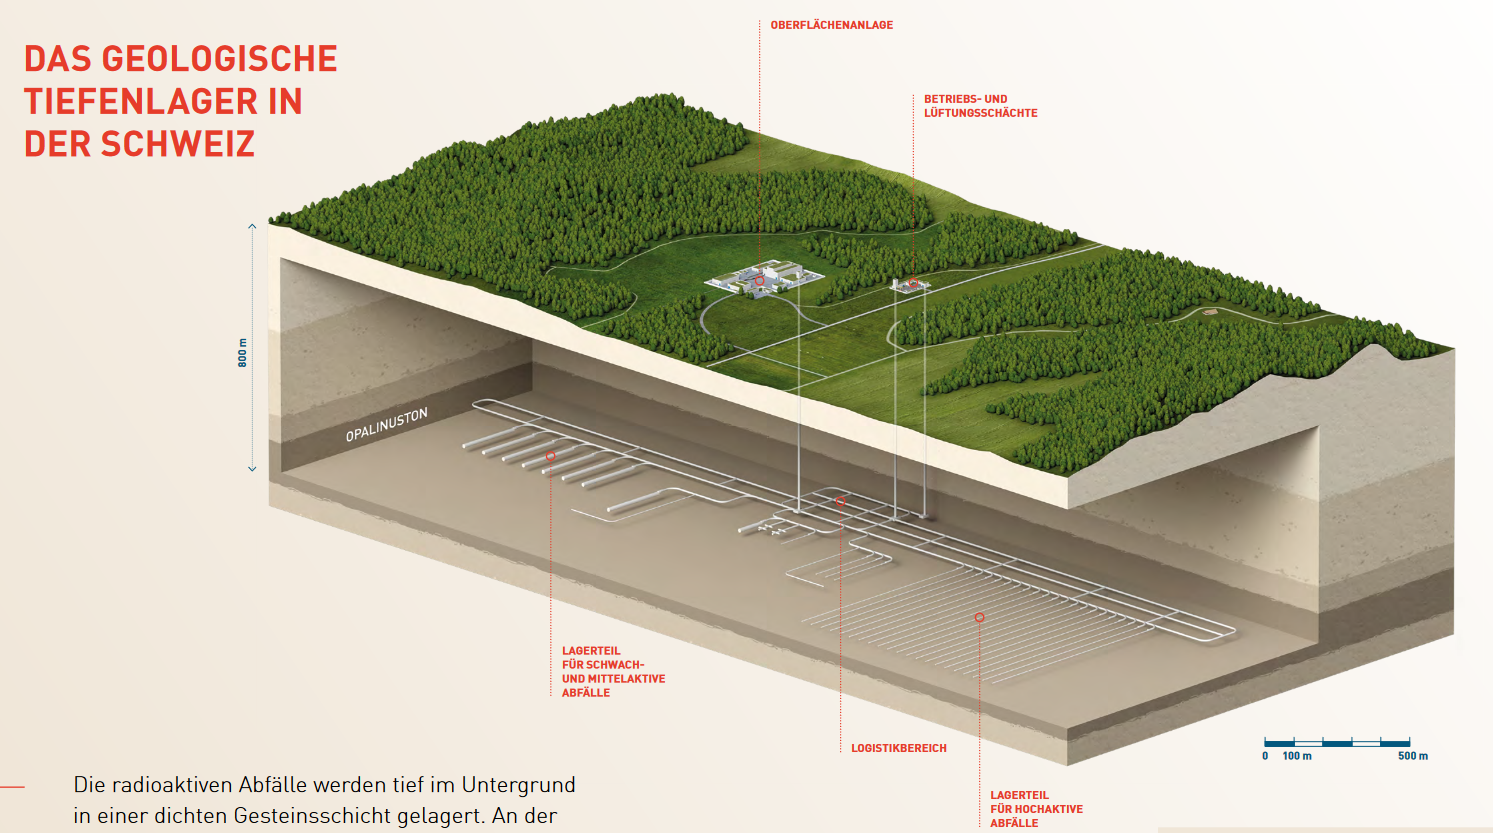 DAS GEOLOGISCHE
TIEFENLAGER IN
DER SCHWEIZ
OBERFLÄCHENANLAGE
BETRIEBS- UND
LÜFTUNGSSCHÄCHTE
800 m
OPALINUSTON
LAGERTEIL
FÜR SCHWACH-
UND MITTELAKTIVE
ABFÄLLE
LOGISTIKBEREICH
LAGERTEIL
FÜR HOCHAKTIVE
ABFÄLLE
0 100 m 500 m
Die radioaktiven Abfälle werden tief im Untergrund
in einer dichten Gesteinsschicht gelagert. An der